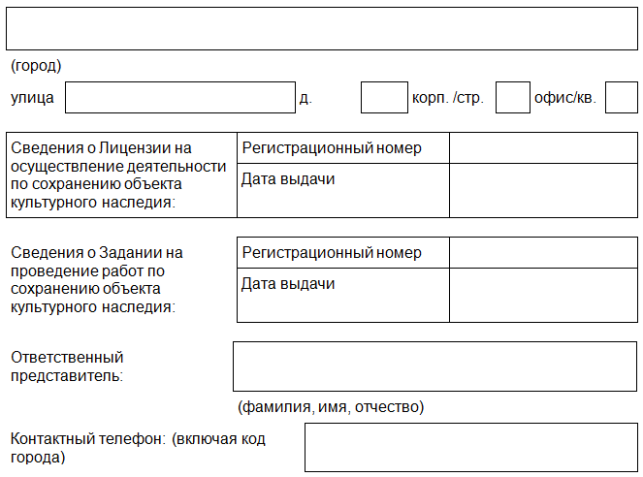 (город)
улица д. корп. /стр. офис/кв.
Сведения о Лицензии на
осуществление деятельности
по сохранению объекта
культурного наследия:
Регистрационный номер
Дата выдачи
Сведения о Задании на
проведение работ по
сохранению объекта
культурного наследия:
Регистрационный номер
Дата выдачи
Ответственный
представитель:
(фамилия, имя, отчество)
Контактный телефон: (включая код
города)